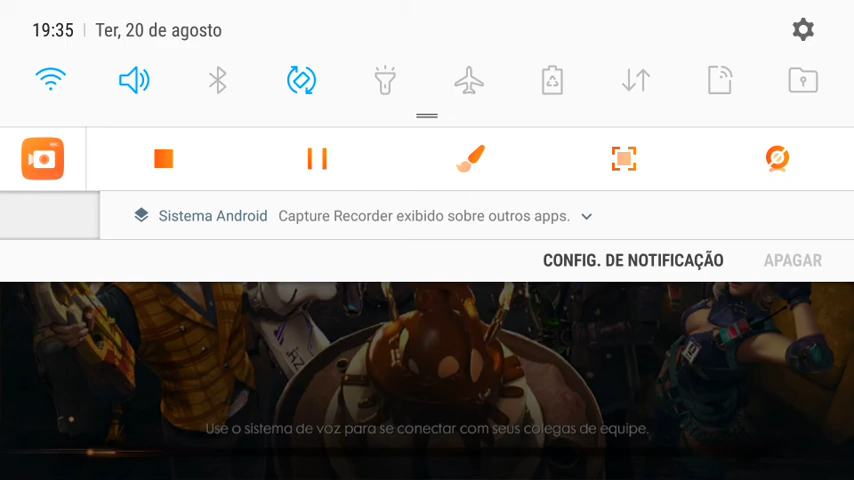 19:35 | Ter, 20 de agosto
Sistema Android Capture Recorder exibido sobre outros apps.
CONFIG. DE NOTIFICAÇÃO APAGAR
Use o sistema de voz para se conectar com seus colegas de equipe.